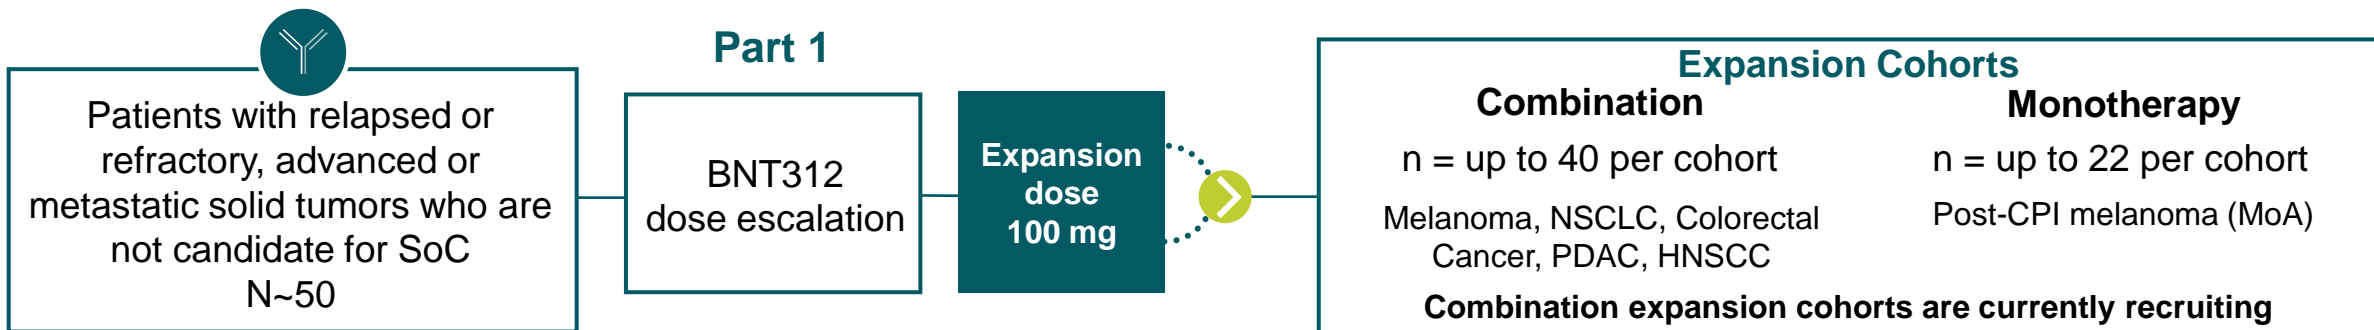 Part 1
Patients with relapsed or
refractory, advanced or
metastatic solid tumors who are
not candidate for SoC
N~50
BNT312
dose escalation
Expansion
dose
100 mg
Expansion Cohorts
Combination
n = up to 40 per cohort
Melanoma, NSCLC, Colorectal
Cancer, PDAC, HNSCC
Monotherapy
n = up to 22 per cohort
Post-CPI melanoma (MoA)
Combination expansion cohorts are currently recruiting